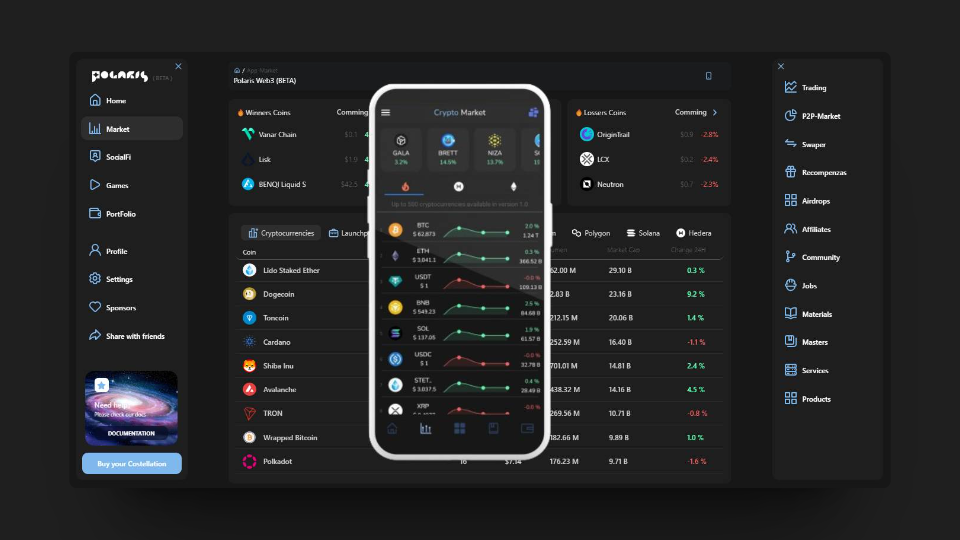 POLARIS (BETA)
Home
Market
SocialFi
Games
PortFolio
Profile
Settings
Sponsors
Share with friends
Need help
Please check our docs
DOCUMENTATION
Buy your Costellation
/ App Market
Polaris Web3 (BETA)
Winners Coins Comming
Vanar Chain $0.1 4
Lisk $1.9 4
BENQI Liquid S $42.5
Lossers Coins Comming
OriginTrail $0.9 -2.8%
LCX $0.2 -2.4%
Neutron $0.7 -2.3%
Cryptocurrencies Launchp Polygon Solana Hedera
Coin Market Cap Change 24H
Lido Staked Ether 62.00 M 29.10 B 0.3 %
Dogecoin 2.83 B 23.16 B 9.2 %
Toncoin 212.15 M 20.06 B 1.4 %
Cardano 252.59 M 16.40 B -1.1 %
Shiba Inu 701.01 M 14.81 B 2.4 %
Avalanche 438.32 M 14.16 B 4.5 %
TRON 269.56 M 10.71 B -0.8 %
Wrapped Bitcoin 182.66 M 9.89 B 1.0 %
Polkadot 16 $7.14 176.23 M 9.71 B -1.6 %
Crypto Market
GALA BRETT NIZA
3.2% 14.5% 13.7%
Up to 500 cryptocurrencies available in version 1.0
BTC 2.0 %
$ 62,873 1.24 T
ETH 0.3 %
$ 3,041.1 366.52 B
USDT -0.0 %
$ 1 109.13 B
BNB 2.5 %
$ 549.23 84.68 B
SOL 1.9 %
$ 137.05 61.57 B
USDC -0.0 %
$ 1 32.78 B
STET.. 0.4 %
$ 3,037.5 28.49 B
XRP -0.6 %
Trading
P2P-Market
Swaper
Recompenzas
Airdrops
Affiliates
Community
Jobs
Materials
Masters
Services
Products